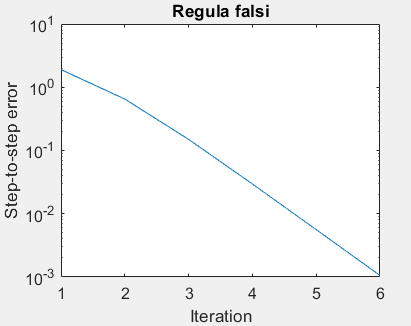 Regula falsi
10^1
10^0
10^-1
10^-2
10^-3
Step-to-step error
1 2 3 4 5 6
Iteration